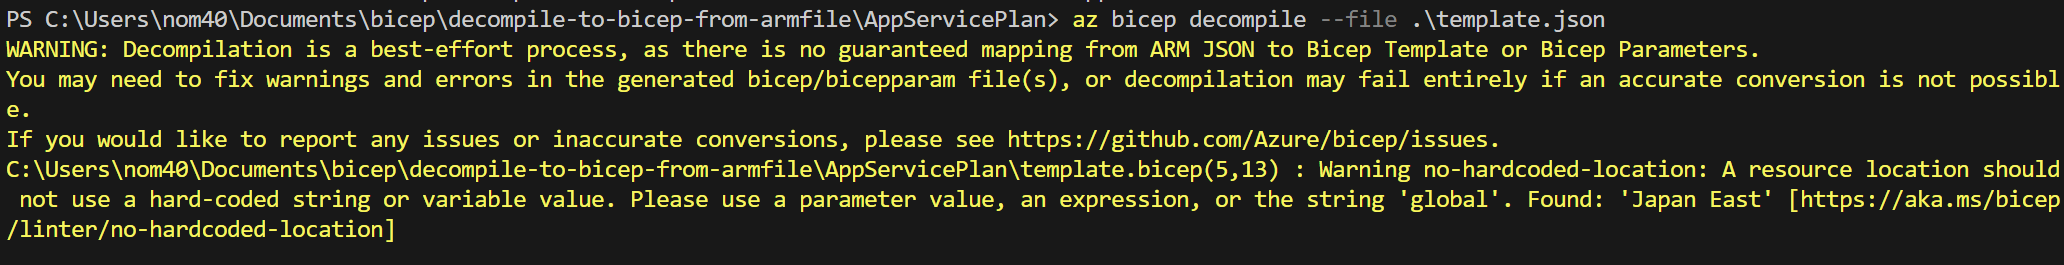 PS C:\Users\nom40\Documents\bicep\decompile-to-bicep-from-armfile\AppServicePlan> az bicep decompile --file .\template.json
WARNING: Decompilation is a best-effort process, as there is no guaranteed mapping from ARM JSON to Bicep Template or Bicep Parameters.
You may need to fix warnings and errors in the generated bicep/bicepparam file(s), or decompilation may fail entirely if an accurate conversion is not possibl
e.
If you would like to report any issues or inaccurate conversions, please see https://github.com/Azure/bicep/issues.
C:\Users\nom40\Documents\bicep\decompile-to-bicep-from-armfile\AppServicePlan\template.bicep(5,13) : Warning no-hardcoded-location: A resource location should
 not use a hard-coded string or variable value. Please use a parameter value, an expression, or the string 'global'. Found: 'Japan East' [https://aka.ms/bicep
/linter/no-hardcoded-location]